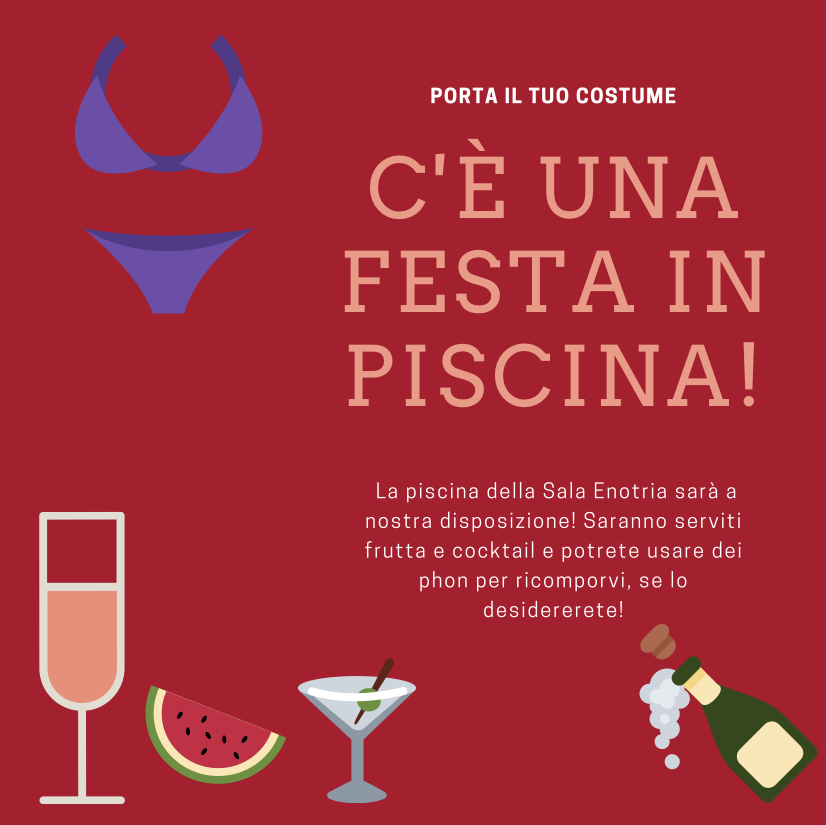 PORTA IL TUO COSTUME
C'È UNA
FESTA IN
PISCINA!
La piscina della Sala Enotria sarà a
nostra disposizione! Saranno serviti
frutta e cocktail e potrete usare dei
phon per ricomporvi, se lo
desidererete!